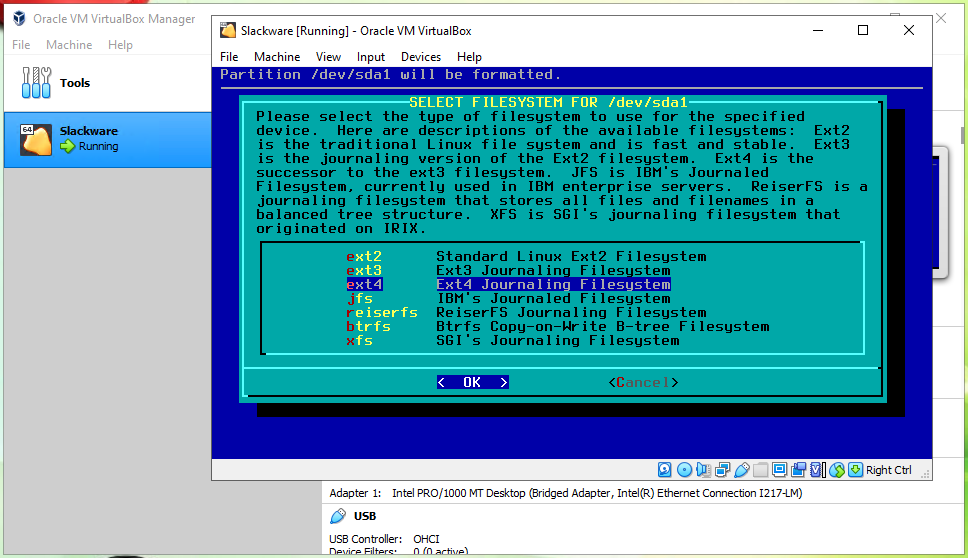 Oracle VM VirtualBox Manager
File Machine Help
Tools
64
Slackware
Running
Slackware [Running] - Oracle VM VirtualBox
File Machine View Input Devices Help
Partition /dev/sda1 will be formatted.
SELECT FILESYSTEM FOR /dev/sda1
Please select the type of filesystem to use for the specified
device. Here are descriptions of the available filesystems: Ext2
is the traditional Linux file system and is fast and stable. Ext3
is the journaling version of the Ext2 filesystem. Ext4 is the
successor to the ext3 filesystem. JFS is IBM's Journaled
Filesystem, currently used in IBM enterprise servers. ReiserFS is a
journaling filesystem that stores all files and filenames in a
balanced tree structure. XFS is SGI's journaling filesystem that
originated on IRIX.
ext2 Standard Linux Ext2 Filesystem
ext3 Ext3 Journaling Filesystem
ext4 Ext4 Journaling Filesystem
jfs IBM's Journaled Filesystem
reiserfs ReiserFS Journaling Filesystem
btrfs Btrfs Copy-on-Write B-tree Filesystem
xfs SGI's Journaling Filesystem
< OK > <Cancel>
Right Ctrl
Adapter 1: Intel PRO/1000 MT Desktop (Bridged Adapter, Intel(R) Ethernet Connection I217-LM)
USB
USB Controller: OHCI
Device Filters: 0 (0 active)